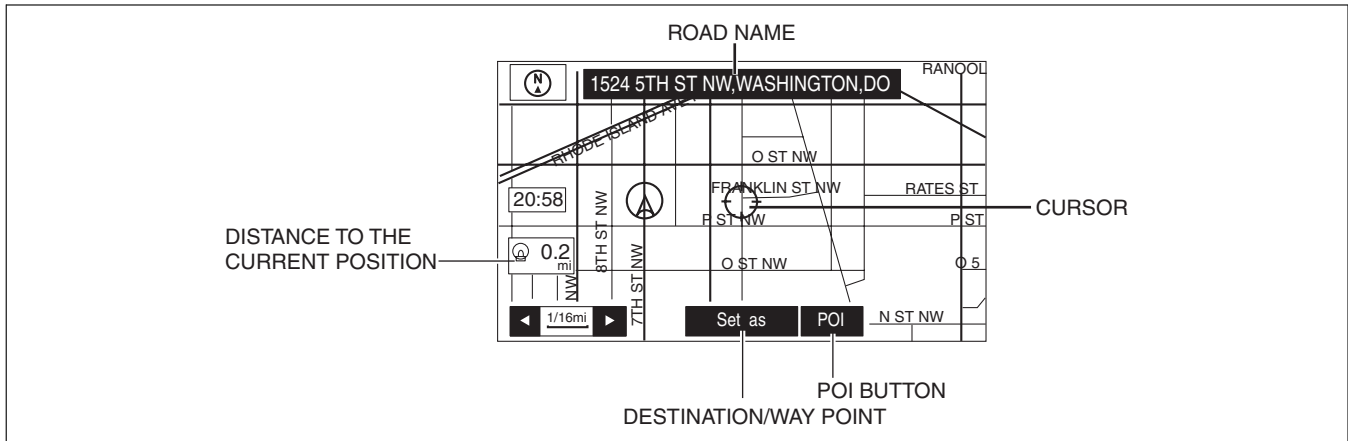 ROAD NAME
N
1524 5TH ST NW,WASHINGTON,DO
RANOOL
RHODE ISLAND AVE
O ST NW
20:58
8TH ST NW
FRANKLIN ST NW
RATES ST
CURSOR
P ST NW
P ST
DISTANCE TO THE
CURRENT POSITION
0.2
mi
O ST NW
O 5
NW
7TH ST NW
◄ 1/16mi ►
Set as
POI
N ST NW
POI BUTTON
DESTINATION/WAY POINT